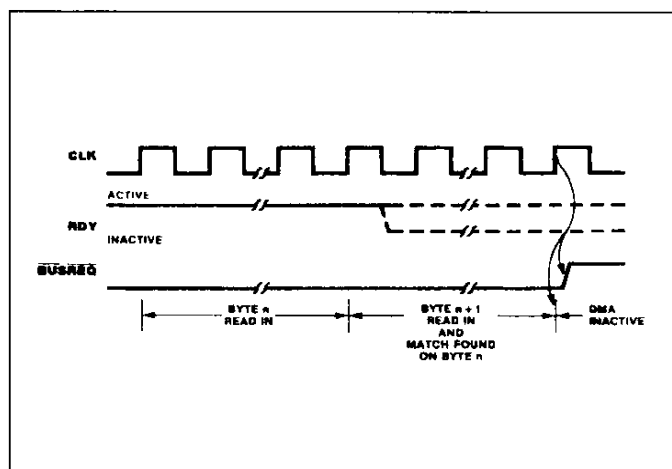 CLK
ACTIVE
RDY
INACTIVE
BUSREQ
BYTE n
READ IN
BYTE n + 1
READ IN
AND
MATCH FOUND
ON BYTE n
DMA
INACTIVE